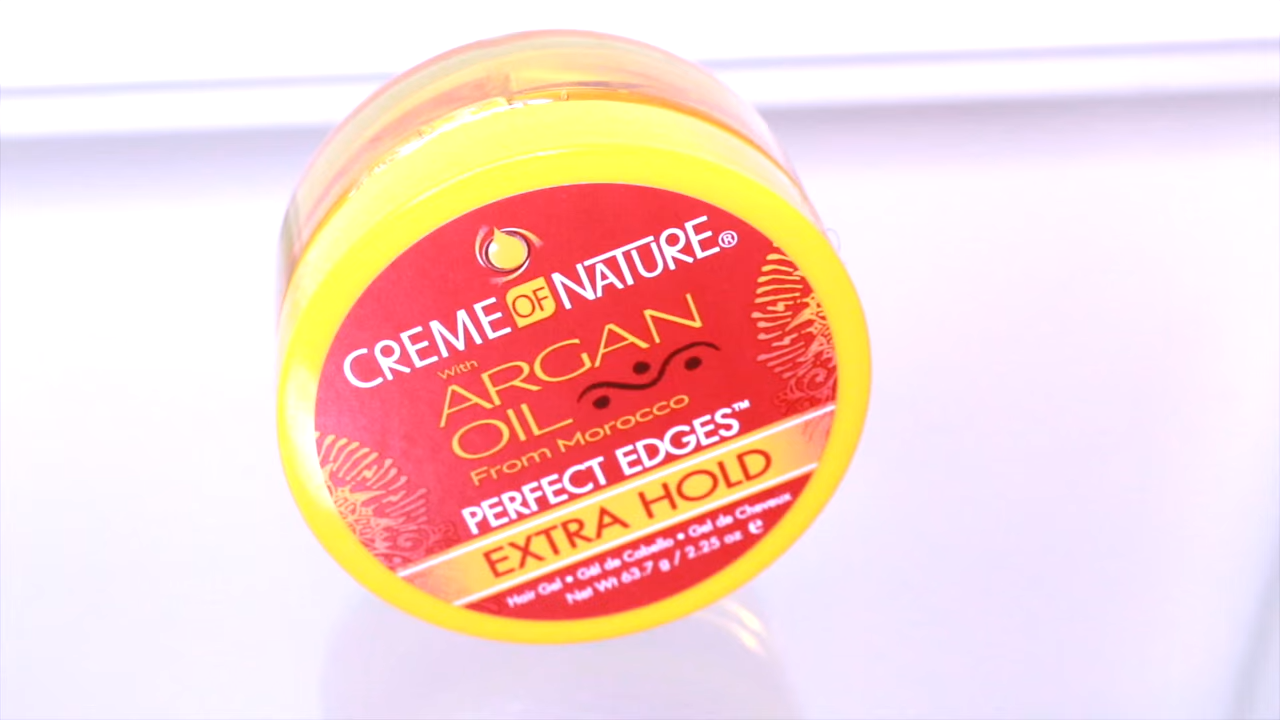 CREME OF NATURE®
With
ARGAN
OIL
From Morocco
PERFECT EDGES™
EXTRA HOLD
Hair Gel • Gel de Cabello • Gel de Cheveux
Net Wt 63.7 g / 2.25 oz ℮